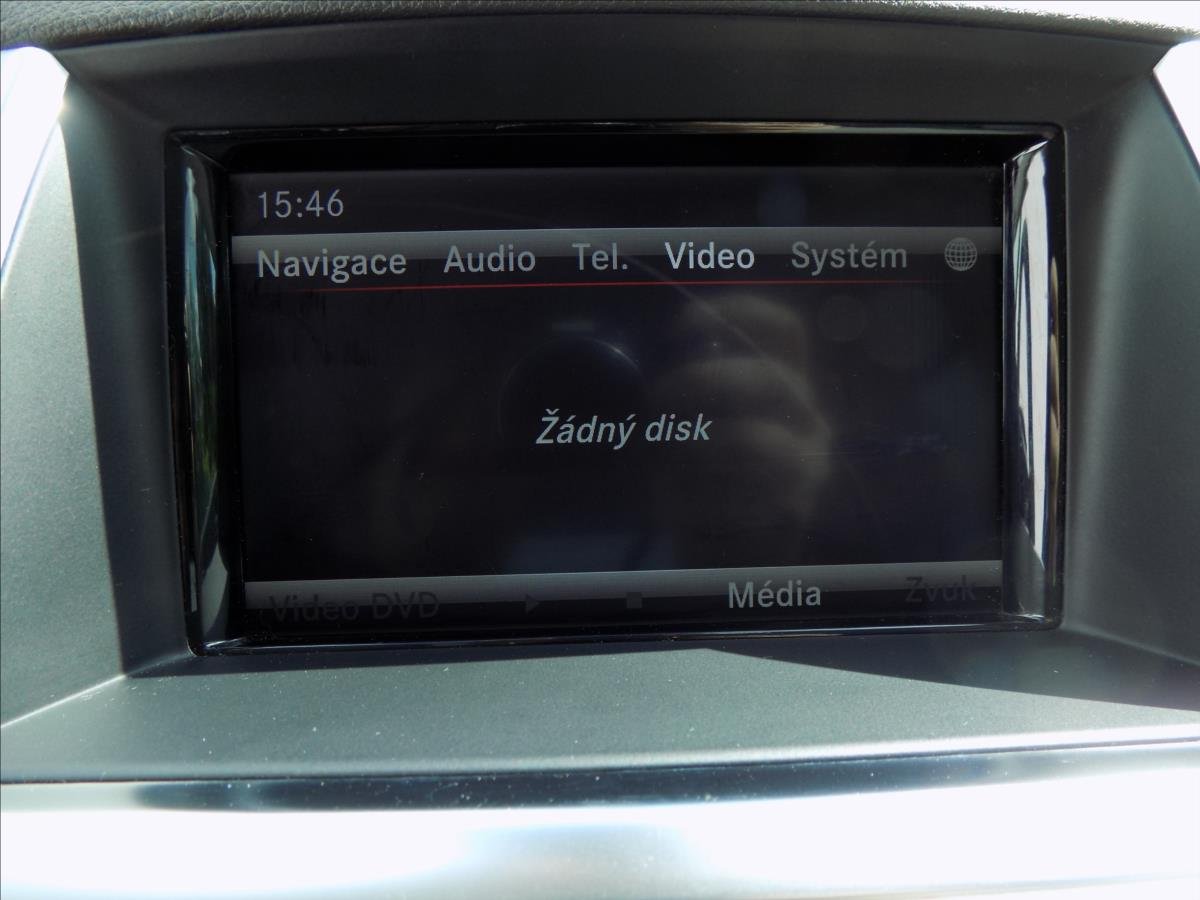 15:46
Navigace Audio Tel. Video Systém
Žádný disk
Video DVD Média Zvuk